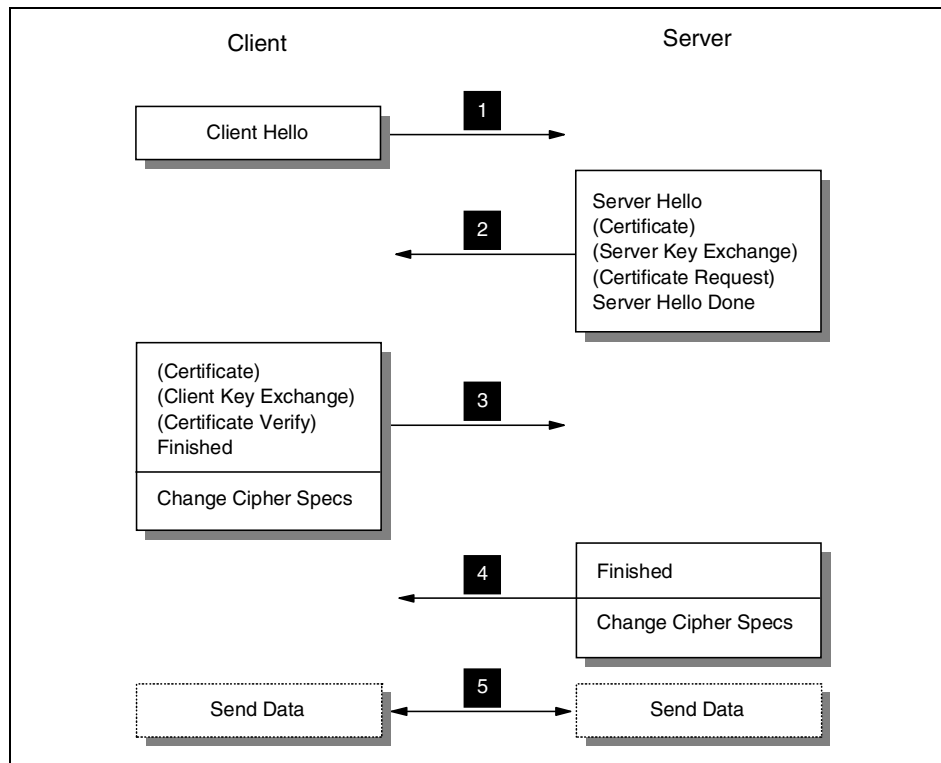 Client
Server
1
Client Hello
Server Hello
(Certificate)
(Server Key Exchange)
(Certificate Request)
Server Hello Done
2
(Certificate)
(Client Key Exchange)
(Certificate Verify)
Finished
Change Cipher Specs
3
4
Finished
Change Cipher Specs
5
Send Data
Send Data